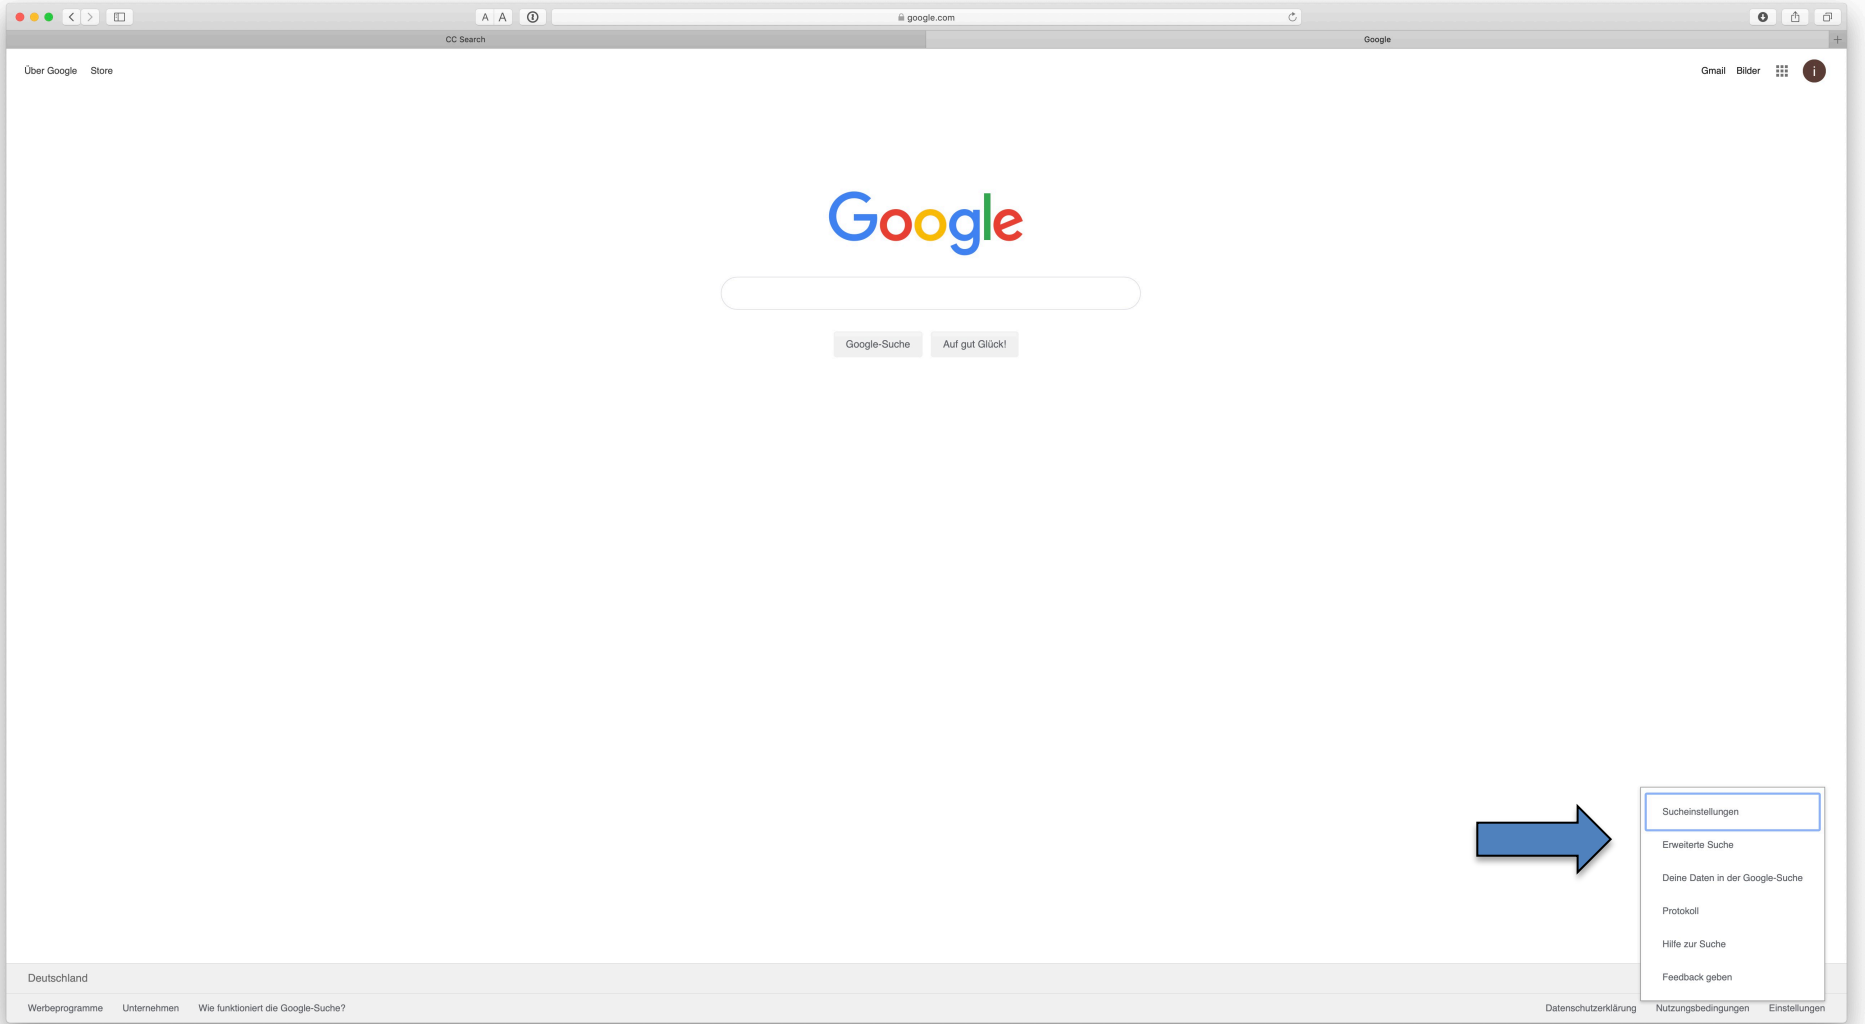 A A google.com
CC Search Google
Über Google Store Gmail Bilder i
Google
Google-Suche Auf gut Glück!
Sucheinstellungen
Erweiterte Suche
Deine Daten in der Google-Suche
Protokoll
Hilfe zur Suche
Feedback geben
Deutschland
Werbeprogramme Unternehmen Wie funktioniert die Google-Suche? Datenschutzerklärung Nutzungsbedingungen Einstellungen